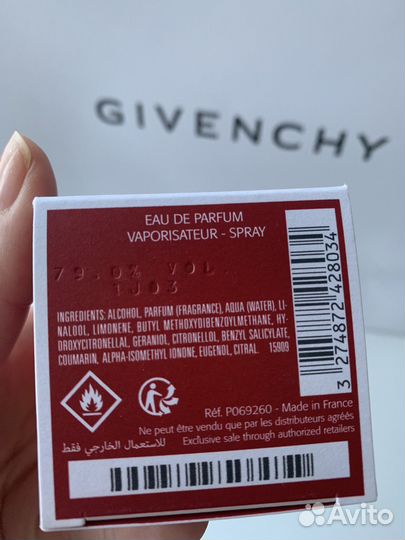 GIVENCHY
EAU DE PARFUM
VAPORISATEUR - SPRAY
79.0% VOL.
1J03
INGREDIENTS: ALCOHOL, PARFUM (FRAGRANCE), AQUA (WATER), LI-
NALOOL, LIMONENE, BUTYL METHOXYDIBENZOYLMETHANE, HY-
DROXYCITRONELLAL, GERANIOL, CITRONELLOL, BENZYL SALICYLATE,
COUMARIN, ALPHA-ISOMETHYL IONONE, EUGENOL, CITRAL. 15909
3 274872 428034
Réf. P069260 - Made in France
Ne peut être vendu que par les distributeurs agréés
Exclusive sale through authorized retailers
للاستعمال الخارجي فقط
Avito